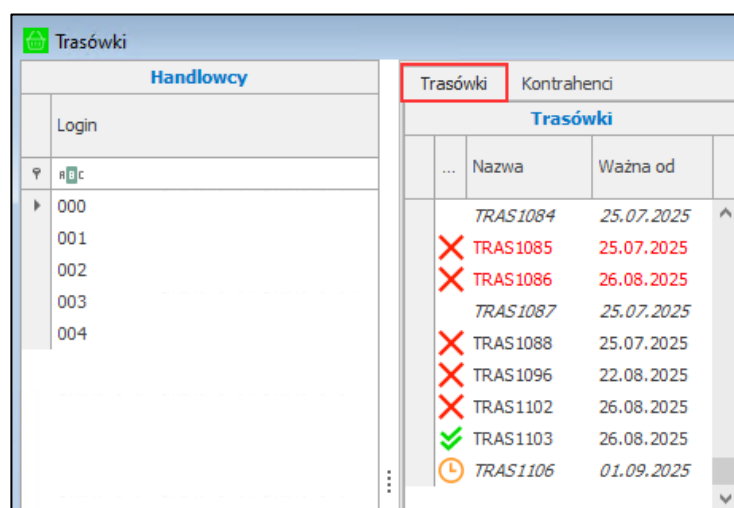 Trasówki
Handlowcy
Login
ABC
000
001
002
003
004
Trasówki Kontrahenci
Trasówki
... Nazwa Ważna od
TRAS1084 25.07.2025
TRAS1085 25.07.2025
TRAS1086 26.08.2025
TRAS1087 25.07.2025
TRAS1088 25.07.2025
TRAS1096 22.08.2025
TRAS1102 26.08.2025
TRAS1103 26.08.2025
TRAS1106 01.09.2025